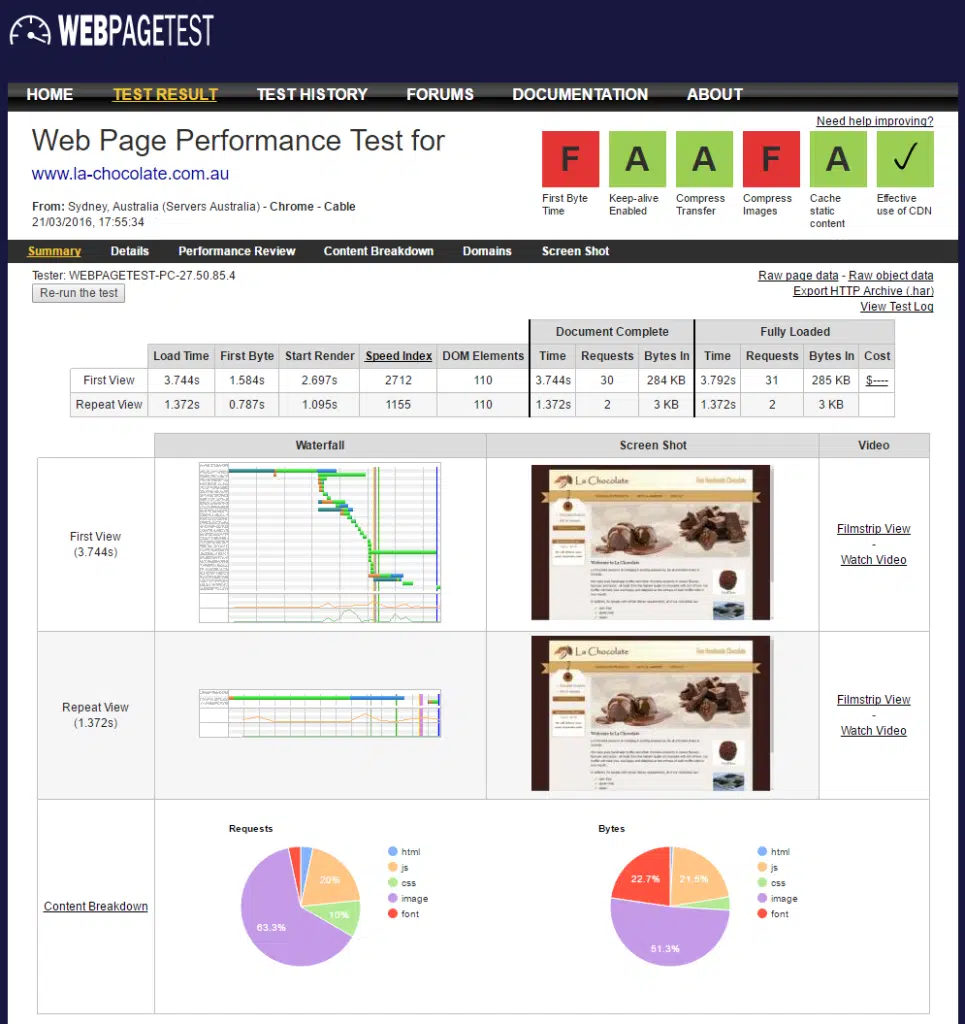 WEBPAGETEST
HOME TEST RESULT TEST HISTORY FORUMS DOCUMENTATION ABOUT
Need help improving?
Web Page Performance Test for
www.la-chocolate.com.au
From: Sydney, Australia (Servers Australia) - Chrome - Cable
21/03/2016, 17:55:34
F A A F A ✓
First Byte Time
Keep-alive Enabled
Compress Transfer
Compress Images
Cache static content
Effective use of CDN
Summary Details Performance Review Content Breakdown Domains Screen Shot
Tester: WEBPAGETEST-PC-27.50.85.4
Re-run the test
Raw page data - Raw object data
Export HTTP Archive (.har)
View Test Log
Document Complete Fully Loaded
Load Time First Byte Start Render Speed Index DOM Elements Time Requests Bytes In Time Requests Bytes In Cost
First View 3.744s 1.584s 2.697s 2712 110 3.744s 30 284 KB 3.792s 31 285 KB $----
Repeat View 1.372s 0.787s 1.095s 1155 110 1.372s 2 3 KB 1.372s 2 3 KB
Waterfall Screen Shot Video
First View
(3.744s)
La Chocolate
Welcome to La Chocolate
Filmstrip View
-
Watch Video
Repeat View
(1.372s)
La Chocolate
Welcome to La Chocolate
Filmstrip View
-
Watch Video
Content Breakdown
Requests
20%
10%
63.3%
html
js
css
image
font
Bytes
22.7%
21.5%
51.3%
html
js
css
image
font